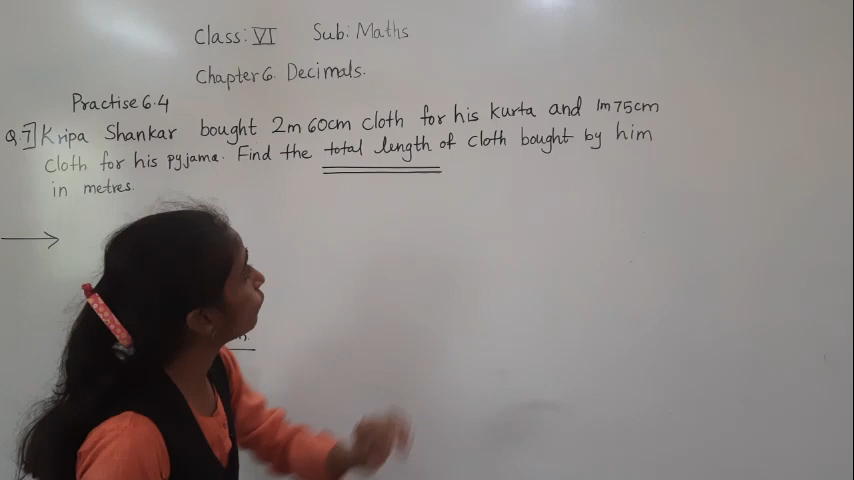 Class: VI Sub: Maths
Chapter 6. Decimals.
Practise 6.4
Q.7] Kripa Shankar bought 2m 60cm cloth for his kurta and 1m 75cm
cloth for his pyjama. Find the total length of cloth bought by him
in metres.